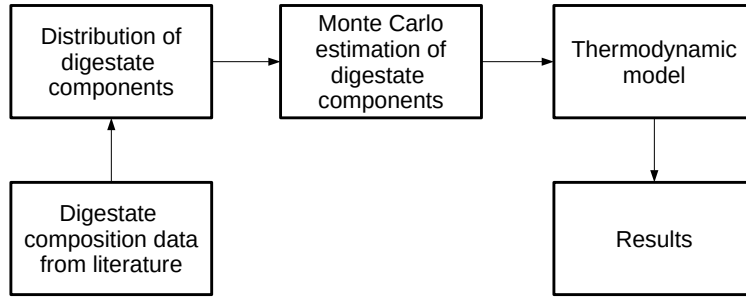 Distribution of
digestate
components
Monte Carlo
estimation of
digestate
components
Thermodynamic
model
Digestate
composition data
from literature
Results